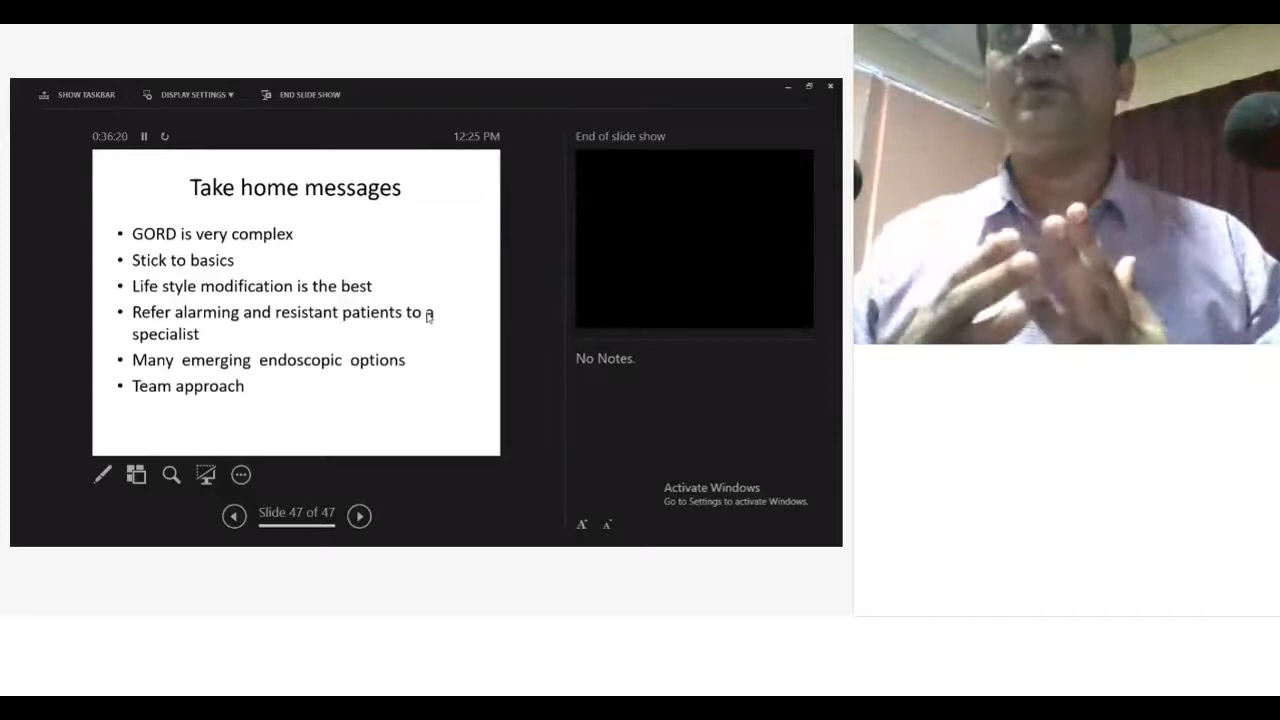 SHOW TASKBAR DISPLAY SETTINGS ▼ END SLIDE SHOW
0:36:20 12:25 PM
Take home messages
• GORD is very complex
• Stick to basics
• Life style modification is the best
• Refer alarming and resistant patients to a
specialist
• Many emerging endoscopic options
• Team approach
Slide 47 of 47
End of slide show
No Notes.
Activate Windows
Go to Settings to activate Windows.
A A